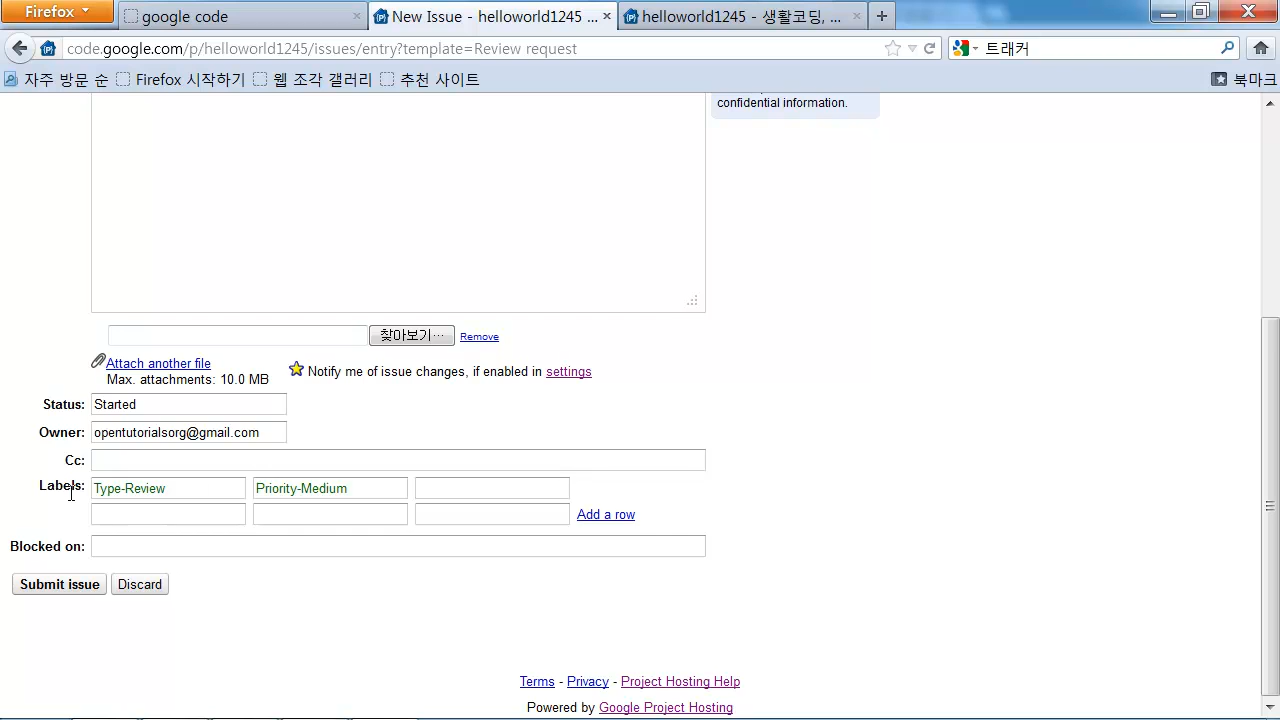 Firefox
google code
New Issue - helloworld1245 ...
helloworld1245 - 생활코딩, ...
code.google.com/p/helloworld1245/issues/entry?template=Review request
트래커
자주 방문 순
Firefox 시작하기
웹 조각 갤러리
추천 사이트
북마크
confidential information.
찾아보기...
Remove
Attach another file
Max. attachments: 10.0 MB
Notify me of issue changes, if enabled in settings
Status: Started
Owner: opentutorialsorg@gmail.com
Cc:
Labels: Type-Review Priority-Medium
Add a row
Blocked on:
Submit issue Discard
Terms - Privacy - Project Hosting Help
Powered by Google Project Hosting